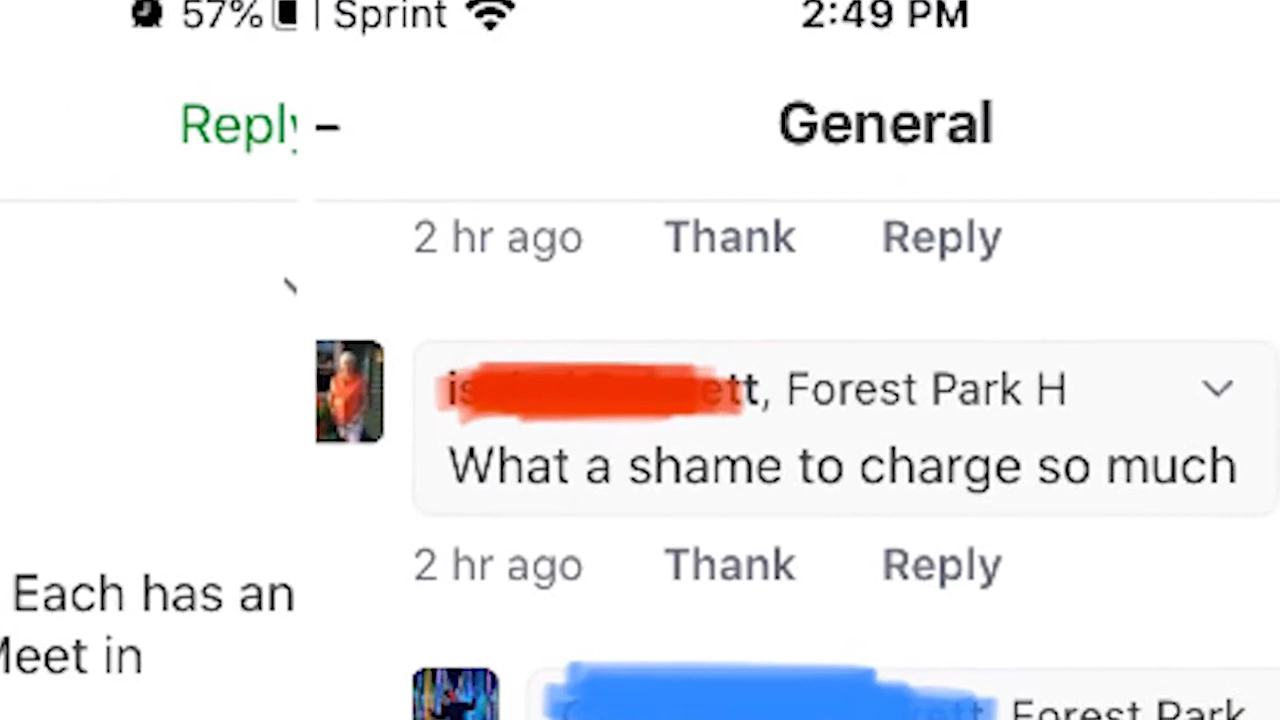 57%
Reply
Each has an
Meet in
Sprint 2:49 PM
General
2 hr ago Thank Reply
, Forest Park H
What a shame to charge so much
2 hr ago Thank Reply
, Forest Park